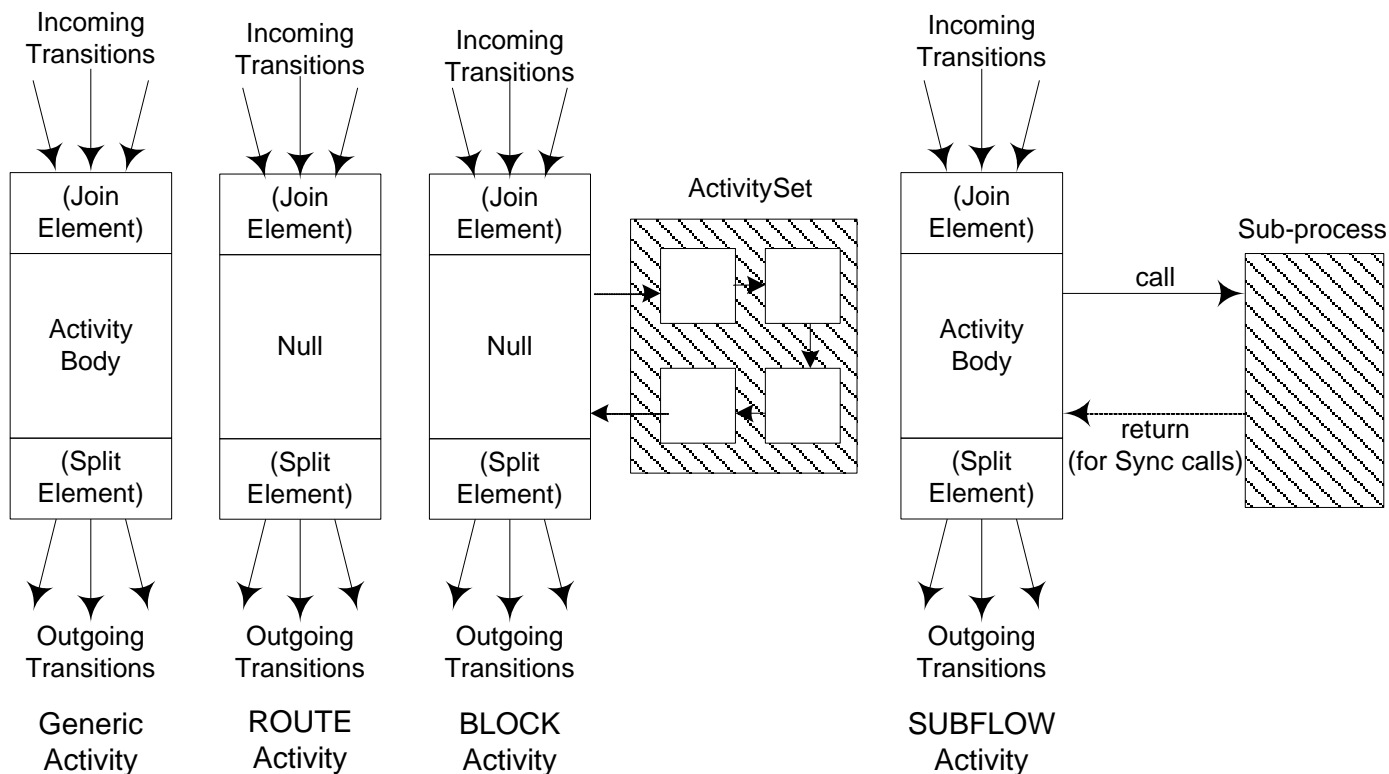 Incoming
Transitions
(Join
Element)
Activity
Body
(Split
Element)
Outgoing
Transitions
Generic
Activity
Incoming
Transitions
(Join
Element)
Null
(Split
Element)
Outgoing
Transitions
ROUTE
Activity
Incoming
Transitions
(Join
Element)
Null
(Split
Element)
Outgoing
Transitions
BLOCK
Activity
ActivitySet
Incoming
Transitions
(Join
Element)
Activity
Body
(Split
Element)
Outgoing
Transitions
SUBFLOW
Activity
call
return
(for Sync calls)
Sub-process